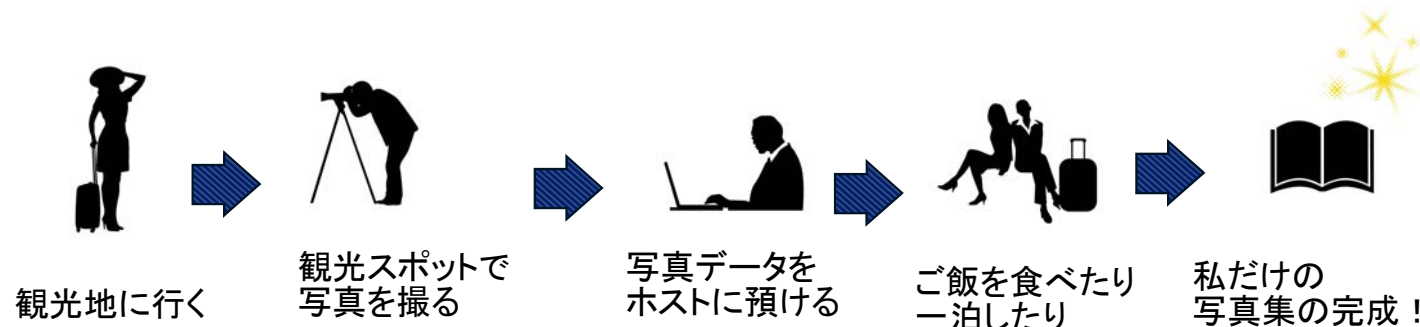 観光地に行く
観光スポットで
写真を撮る
写真データを
ホストに預ける
ご飯を食べたり
一泊したり
私だけの
写真集の完成！